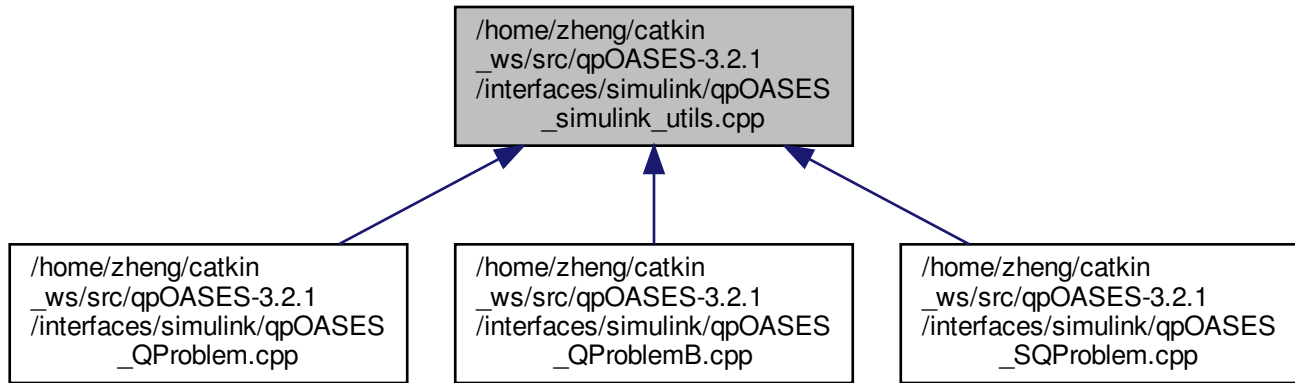 /home/zheng/catkin
_ws/src/qpOASES-3.2.1
/interfaces/simulink/qpOASES
_simulink_utils.cpp
/home/zheng/catkin
_ws/src/qpOASES-3.2.1
/interfaces/simulink/qpOASES
_QProblem.cpp
/home/zheng/catkin
_ws/src/qpOASES-3.2.1
/interfaces/simulink/qpOASES
_QProblemB.cpp
/home/zheng/catkin
_ws/src/qpOASES-3.2.1
/interfaces/simulink/qpOASES
_SQProblem.cpp